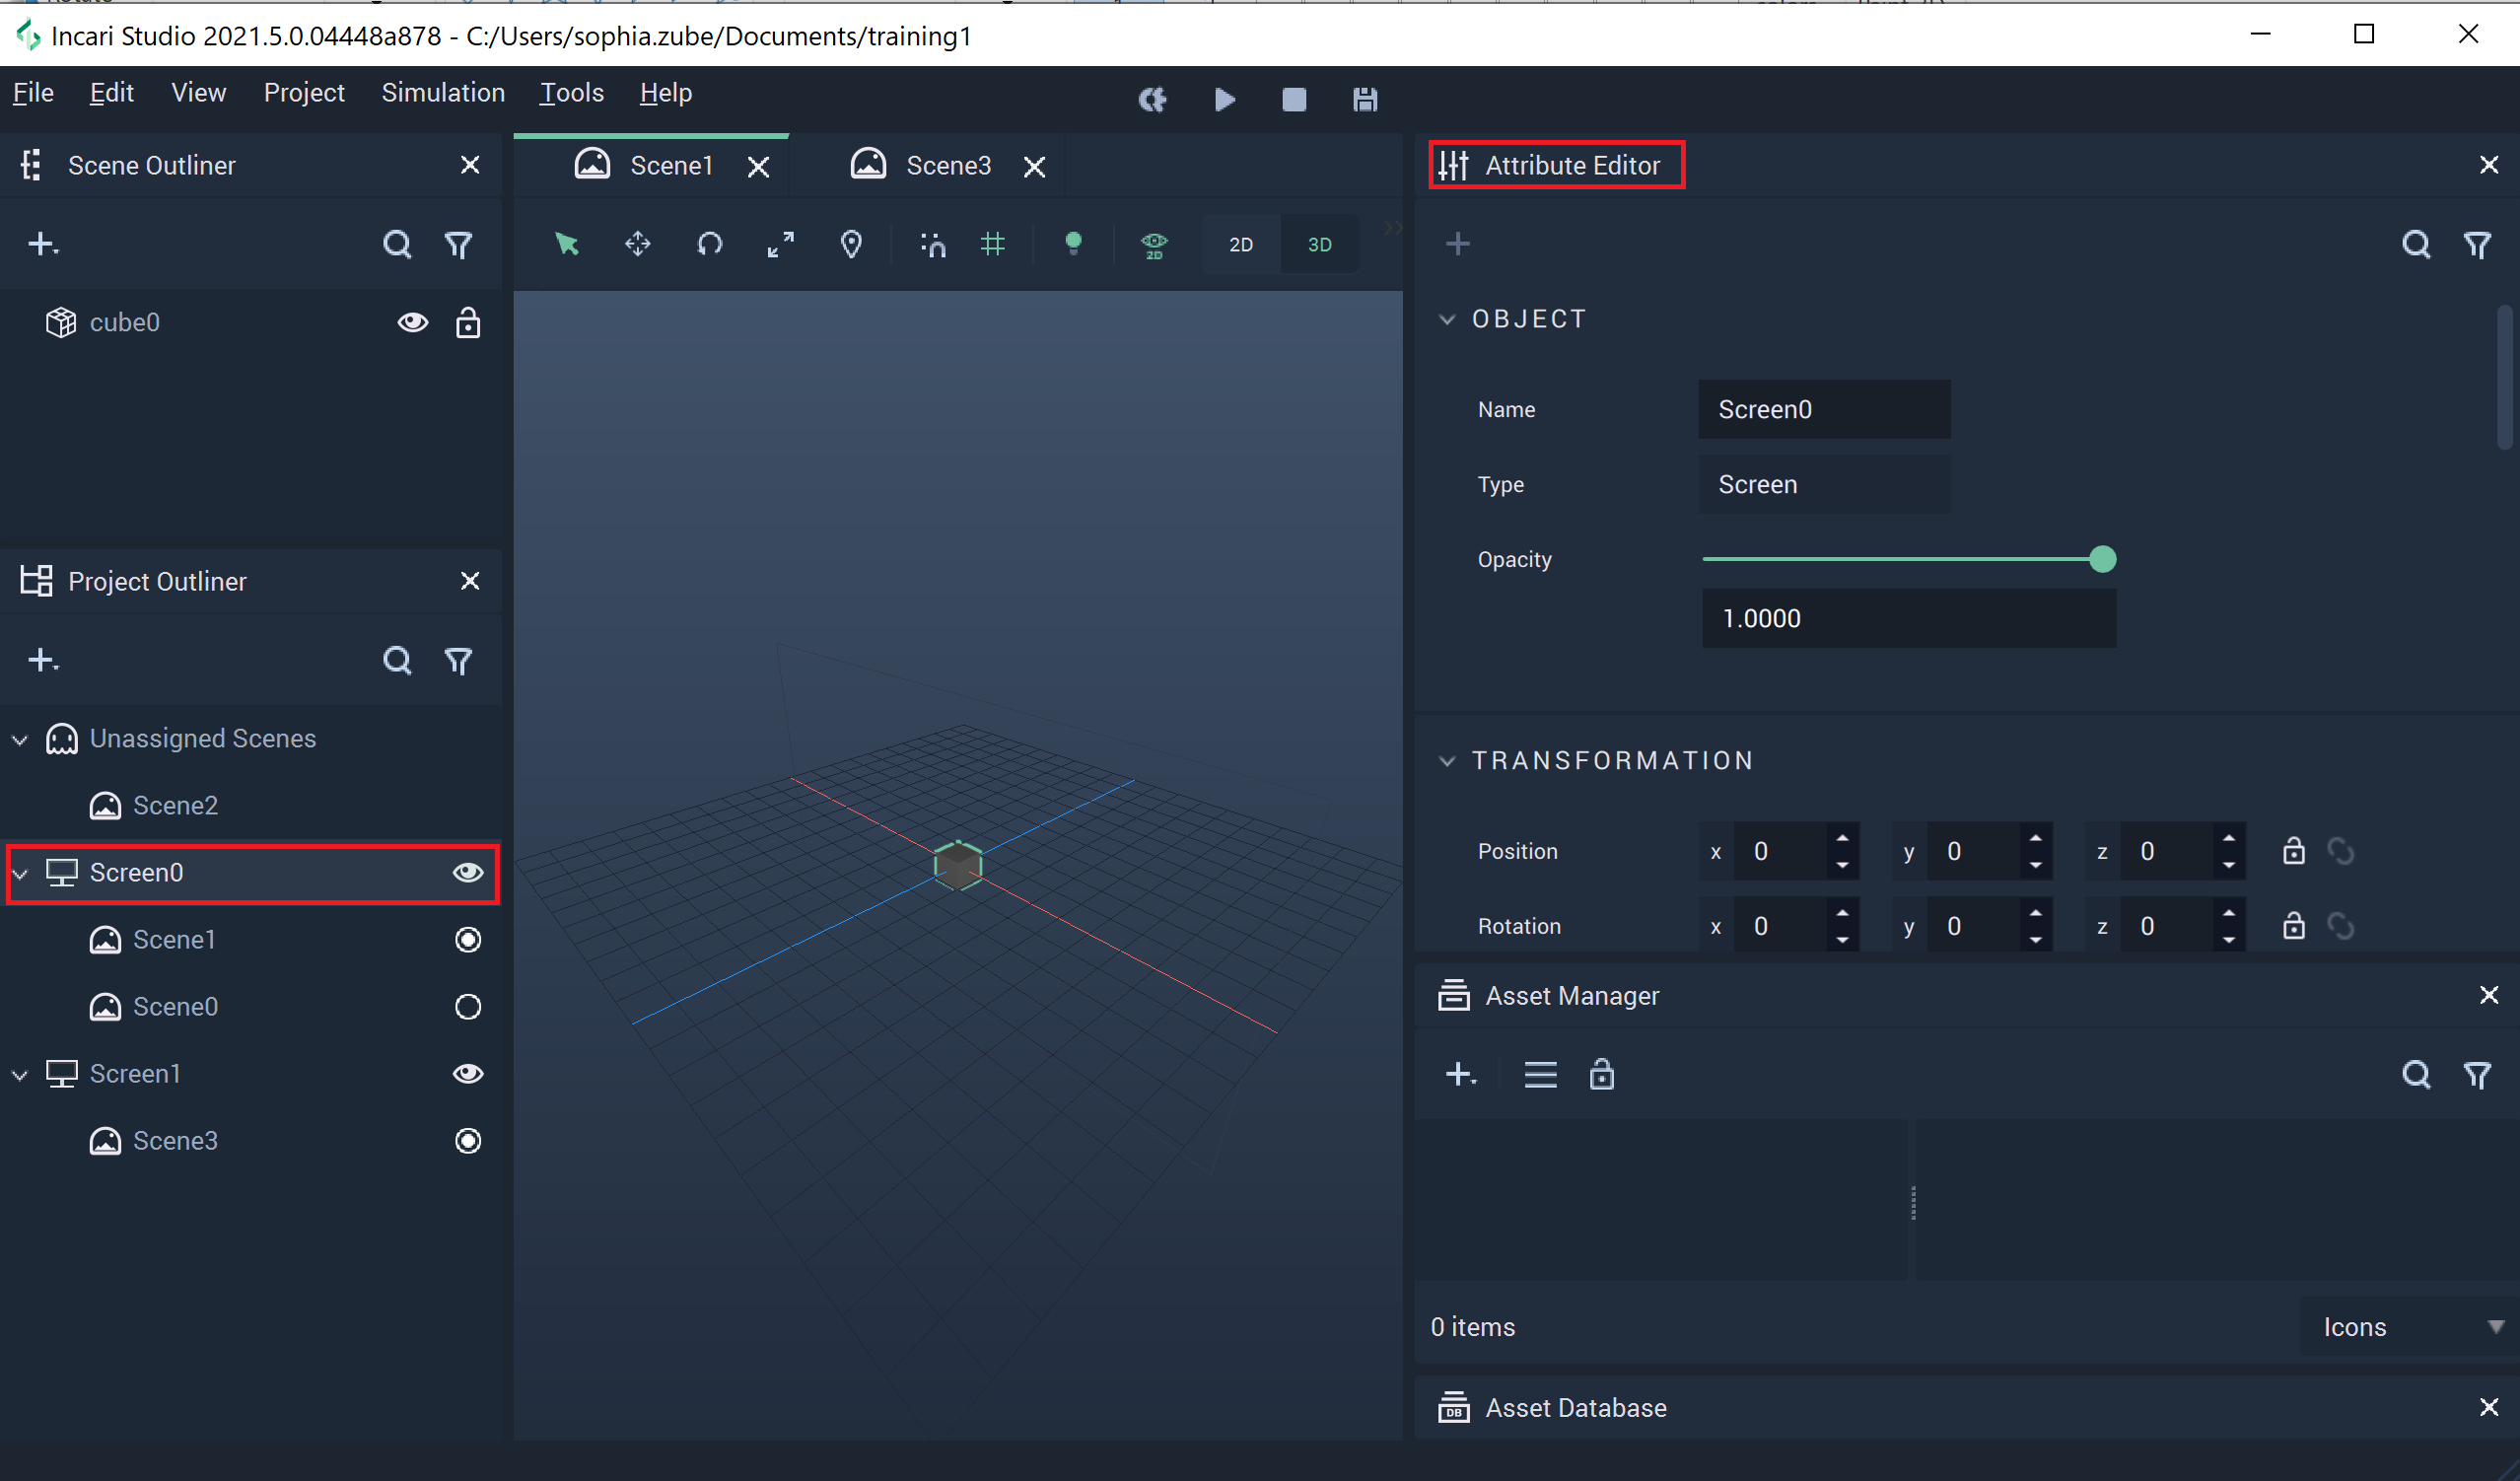 Incari Studio 2021.5.0.04448a878 - C:/Users/sophia.zube/Documents/training1
File Edit View Project Simulation Tools Help
Scene Outliner
cube0
Project Outliner
Unassigned Scenes
Scene2
Screen0
Scene1
Scene0
Screen1
Scene3
Scene1 Scene3
2D 2D 3D
Attribute Editor
OBJECT
Name Screen0
Type Screen
Opacity
1.0000
TRANSFORMATION
Position x 0 y 0 z 0
Rotation x 0 y 0 z 0
Asset Manager
0 items Icons
DB Asset Database